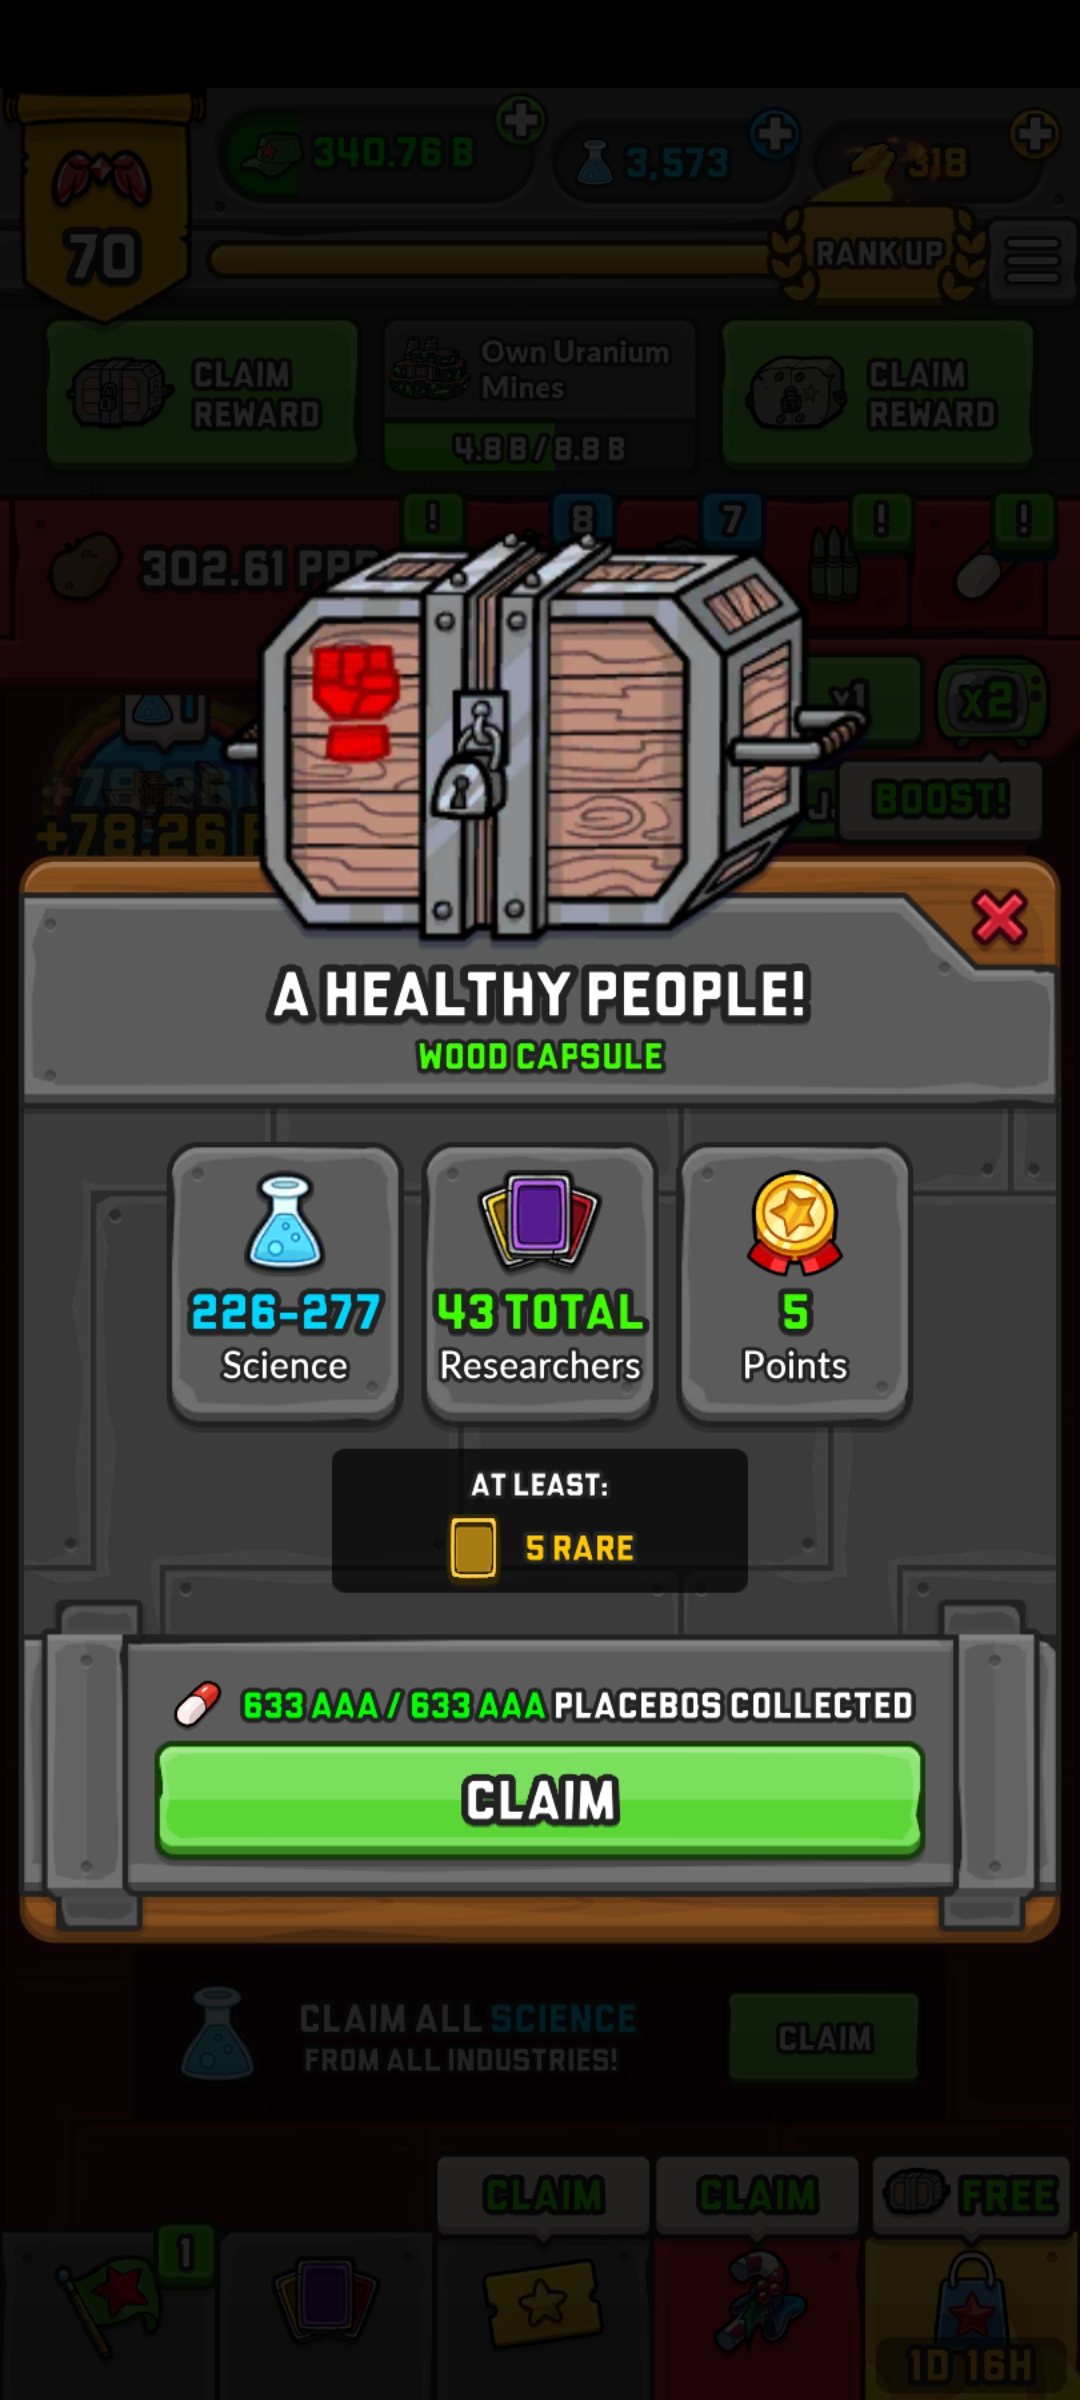 340.76 B
3,573
318
70
RANK UP
CLAIM
REWARD
Own Uranium
Mines
4.8 B / 8.8 B
CLAIM
REWARD
!
8
7
!
!
302.61 PPP
x1
x2
BOOST!
+78.26
+78.26
A HEALTHY PEOPLE!
WOOD CAPSULE
226-277
Science
43 TOTAL
Researchers
5
Points
AT LEAST:
5 RARE
633 AAA / 633 AAA PLACEBOS COLLECTED
CLAIM
CLAIM ALL SCIENCE
FROM ALL INDUSTRIES!
CLAIM
CLAIM
CLAIM
FREE
1
1D 16H